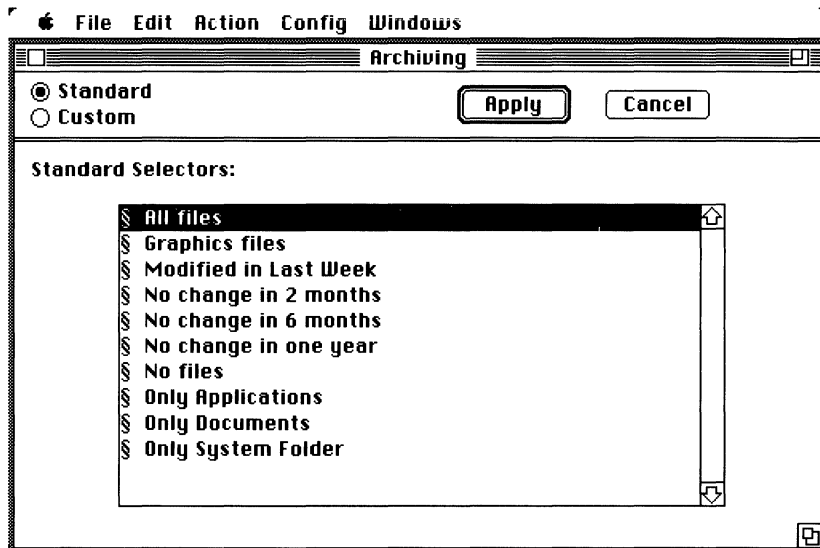 File Edit Action Config Windows
Archiving
Standard
Custom
Apply
Cancel
Standard Selectors:
§ All files
§ Graphics files
§ Modified in Last Week
§ No change in 2 months
§ No change in 6 months
§ No change in one year
§ No files
§ Only Applications
§ Only Documents
§ Only System Folder